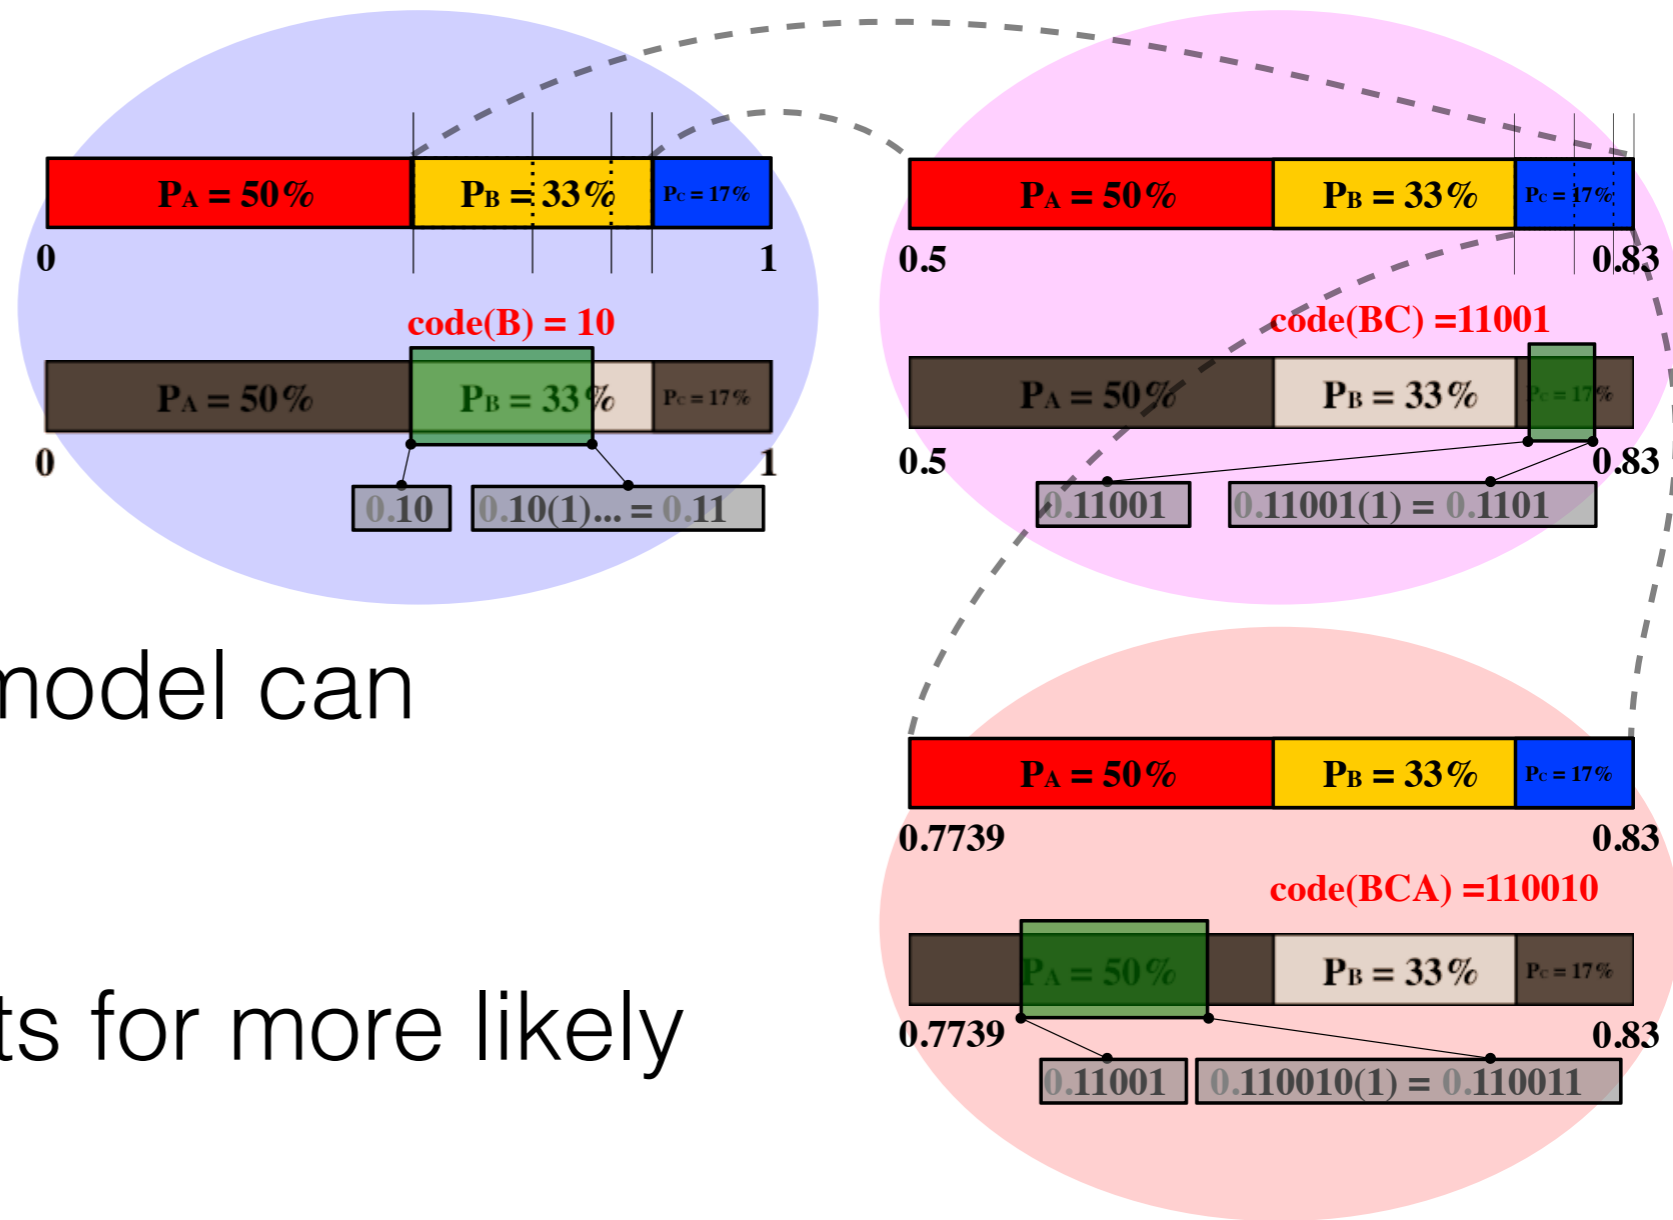 PA = 50% PB = 33% PC = 17%
0 1
code(B) = 10
PA = 50% PB = 33% PC = 17%
0 1
0.10 0.10(1)... = 0.11
PA = 50% PB = 33% PC = 17%
0.5 0.83
code(BC) =11001
PA = 50% PB = 33% PC = 17%
0.5 0.83
0.11001 0.11001(1) = 0.1101
model can
PA = 50% PB = 33% PC = 17%
0.7739 0.83
code(BCA) =110010
PA = 50% PB = 33% PC = 17%
0.7739 0.83
0.11001 0.110010(1) = 0.110011
ts for more likely